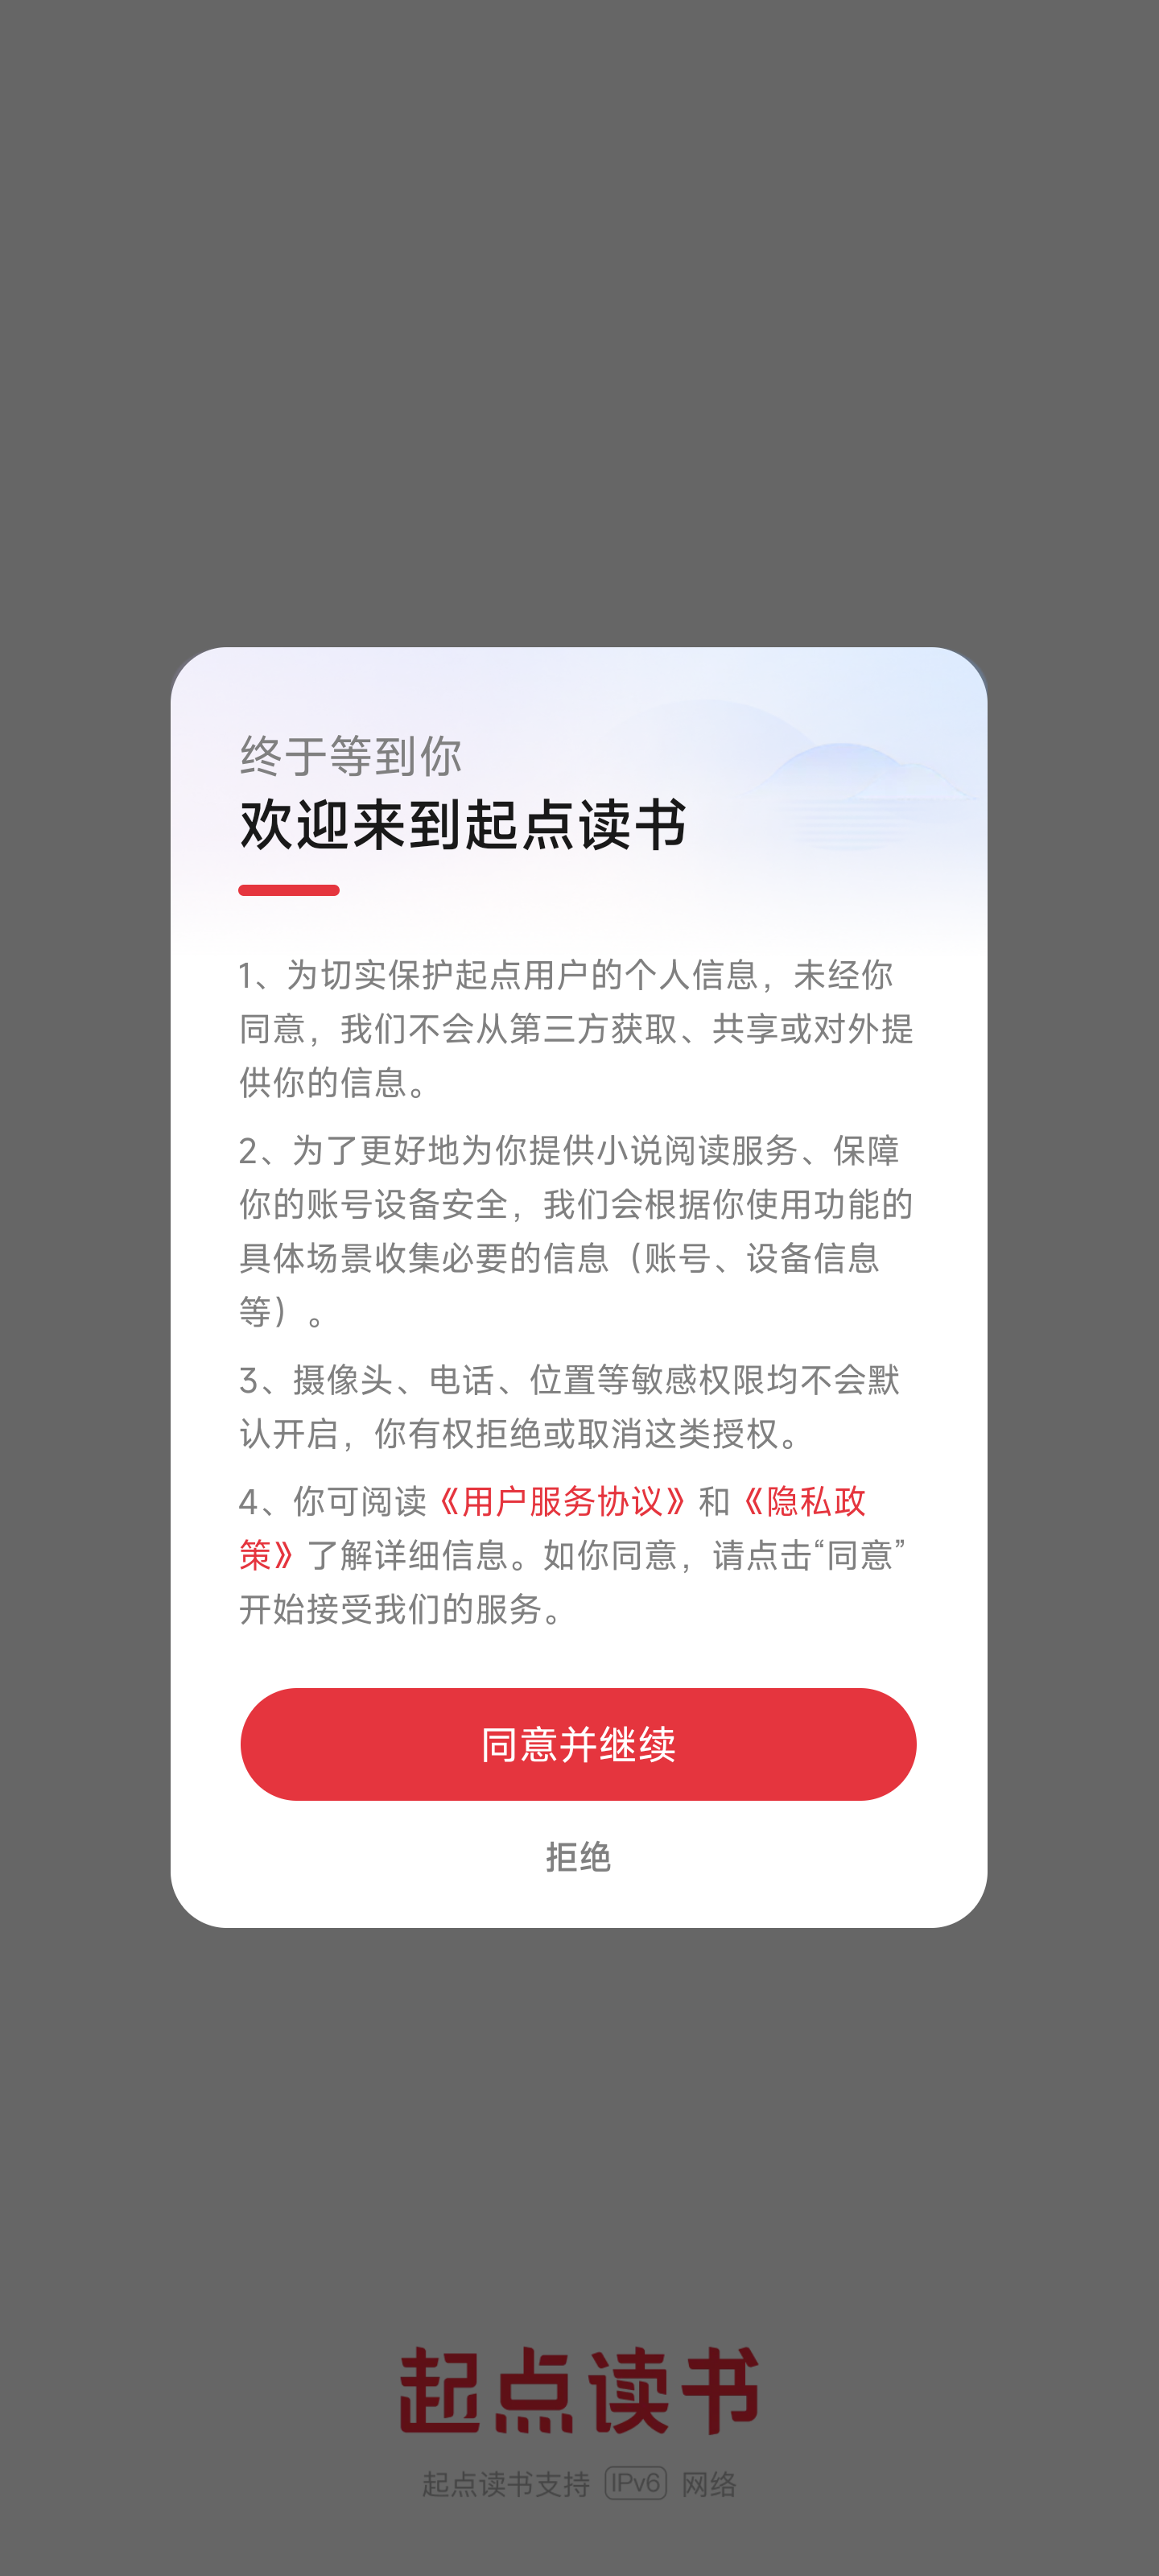 终于等到你
欢迎来到起点读书
1、为切实保护起点用户的个人信息，未经你
同意，我们不会从第三方获取、共享或对外提
供你的信息。
2、为了更好地为你提供小说阅读服务、保障
你的账号设备安全，我们会根据你使用功能的
具体场景收集必要的信息（账号、设备信息
等）。
3、摄像头、电话、位置等敏感权限均不会默
认开启，你有权拒绝或取消这类授权。
4、你可阅读《用户服务协议》和《隐私政
策》了解详细信息。如你同意，请点击“同意”
开始接受我们的服务。
同意并继续
拒绝
起点读书
起点读书支持 IPv6 网络